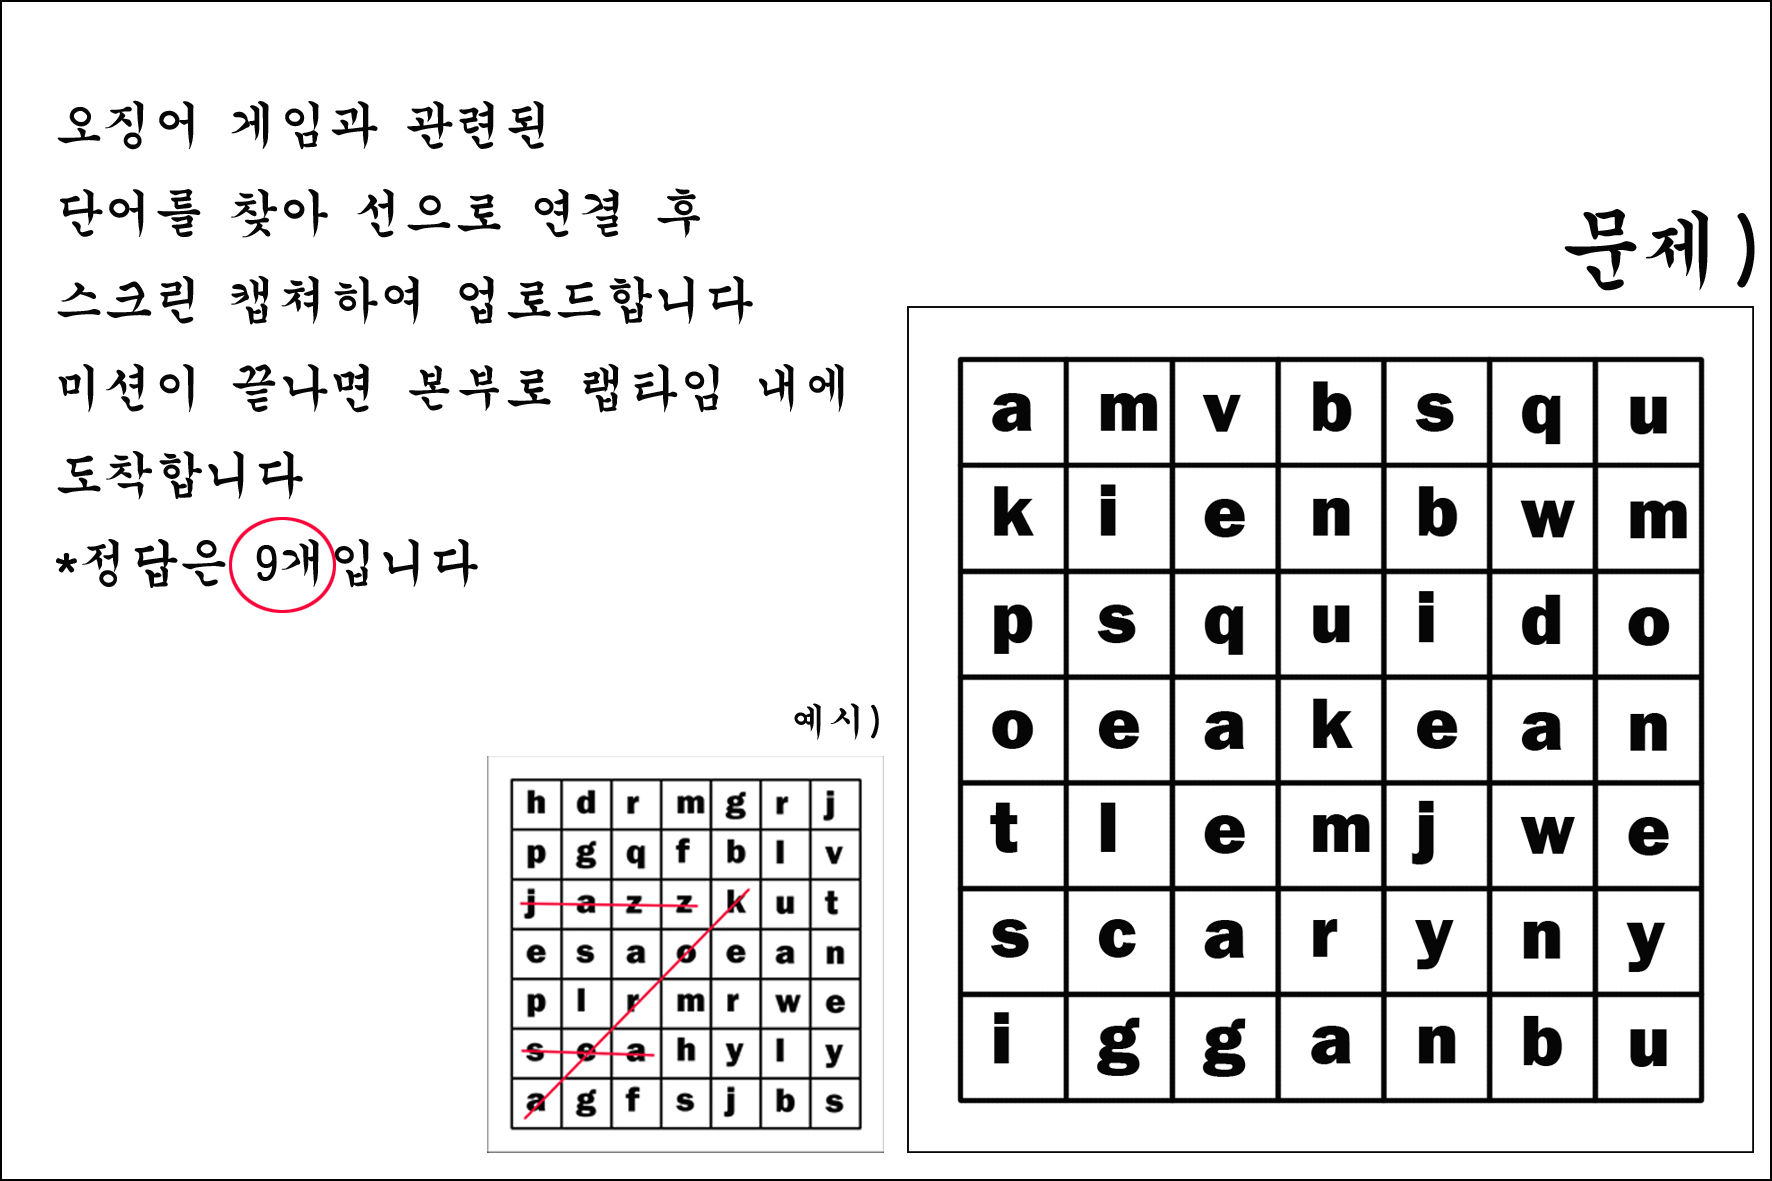 오징어 게임과 관련된
단어를 찾아 선으로 연결 후
스크린 캡쳐하여 업로드합니다
미션이 끝나면 본부로 랩타임 내에
도착합니다
*정답은 9개입니다
예시)
h d r m g r j
p g q f b l v
j a z z k u t
e s a o e a n
p l r m r w e
s e a h y l y
a g f s j b s
문제)
a m v b s q u
k i e n b w m
p s q u i d o
o e a k e a n
t l e m j w e
s c a r y n y
i g g a n b u